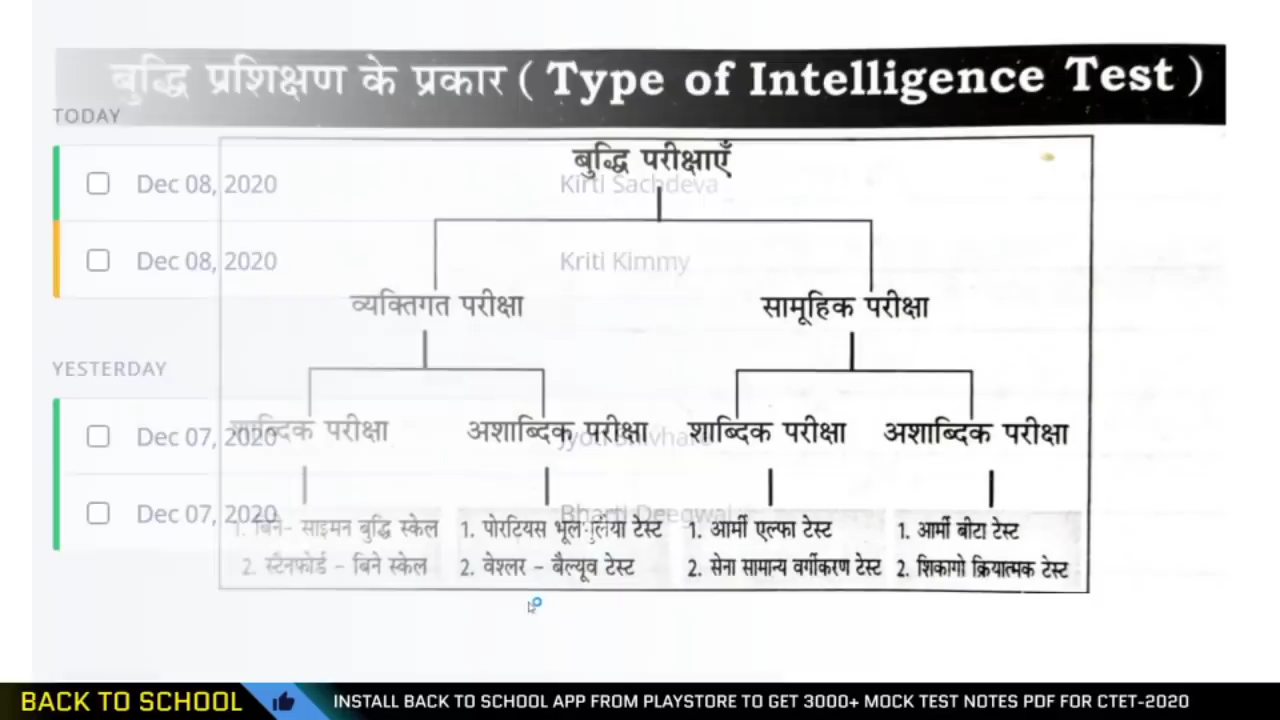 बुद्धि प्रशिक्षण के प्रकार ( Type of Intelligence Test )
TODAY
बुद्धि परीक्षाएँ
Dec 08, 2020 Kirti Sachdeva
Dec 08, 2020 Kriti Kimmy
व्यक्तिगत परीक्षा सामूहिक परीक्षा
YESTERDAY
शाब्दिक परीक्षा अशाब्दिक परीक्षा शाब्दिक परीक्षा अशाब्दिक परीक्षा
Dec 07, 2020
Dec 07, 2020 Bharti Deegwal
1. बिने- साइमन बुद्धि स्केल 1. पोरटियस टेस्ट 1. आर्मी एल्फा टेस्ट 1. आर्मी बीटा टेस्ट
2. स्टैनफोर्ड - बिने स्केल 2. वेश्लर - बैल्यूव टेस्ट 2. सेना सामान्य वर्गीकरण टेस्ट 2. शिकागो क्रियात्मक टेस्ट
BACK TO SCHOOL INSTALL BACK TO SCHOOL APP FROM PLAYSTORE TO GET 3000+ MOCK TEST NOTES PDF FOR CTET-2020